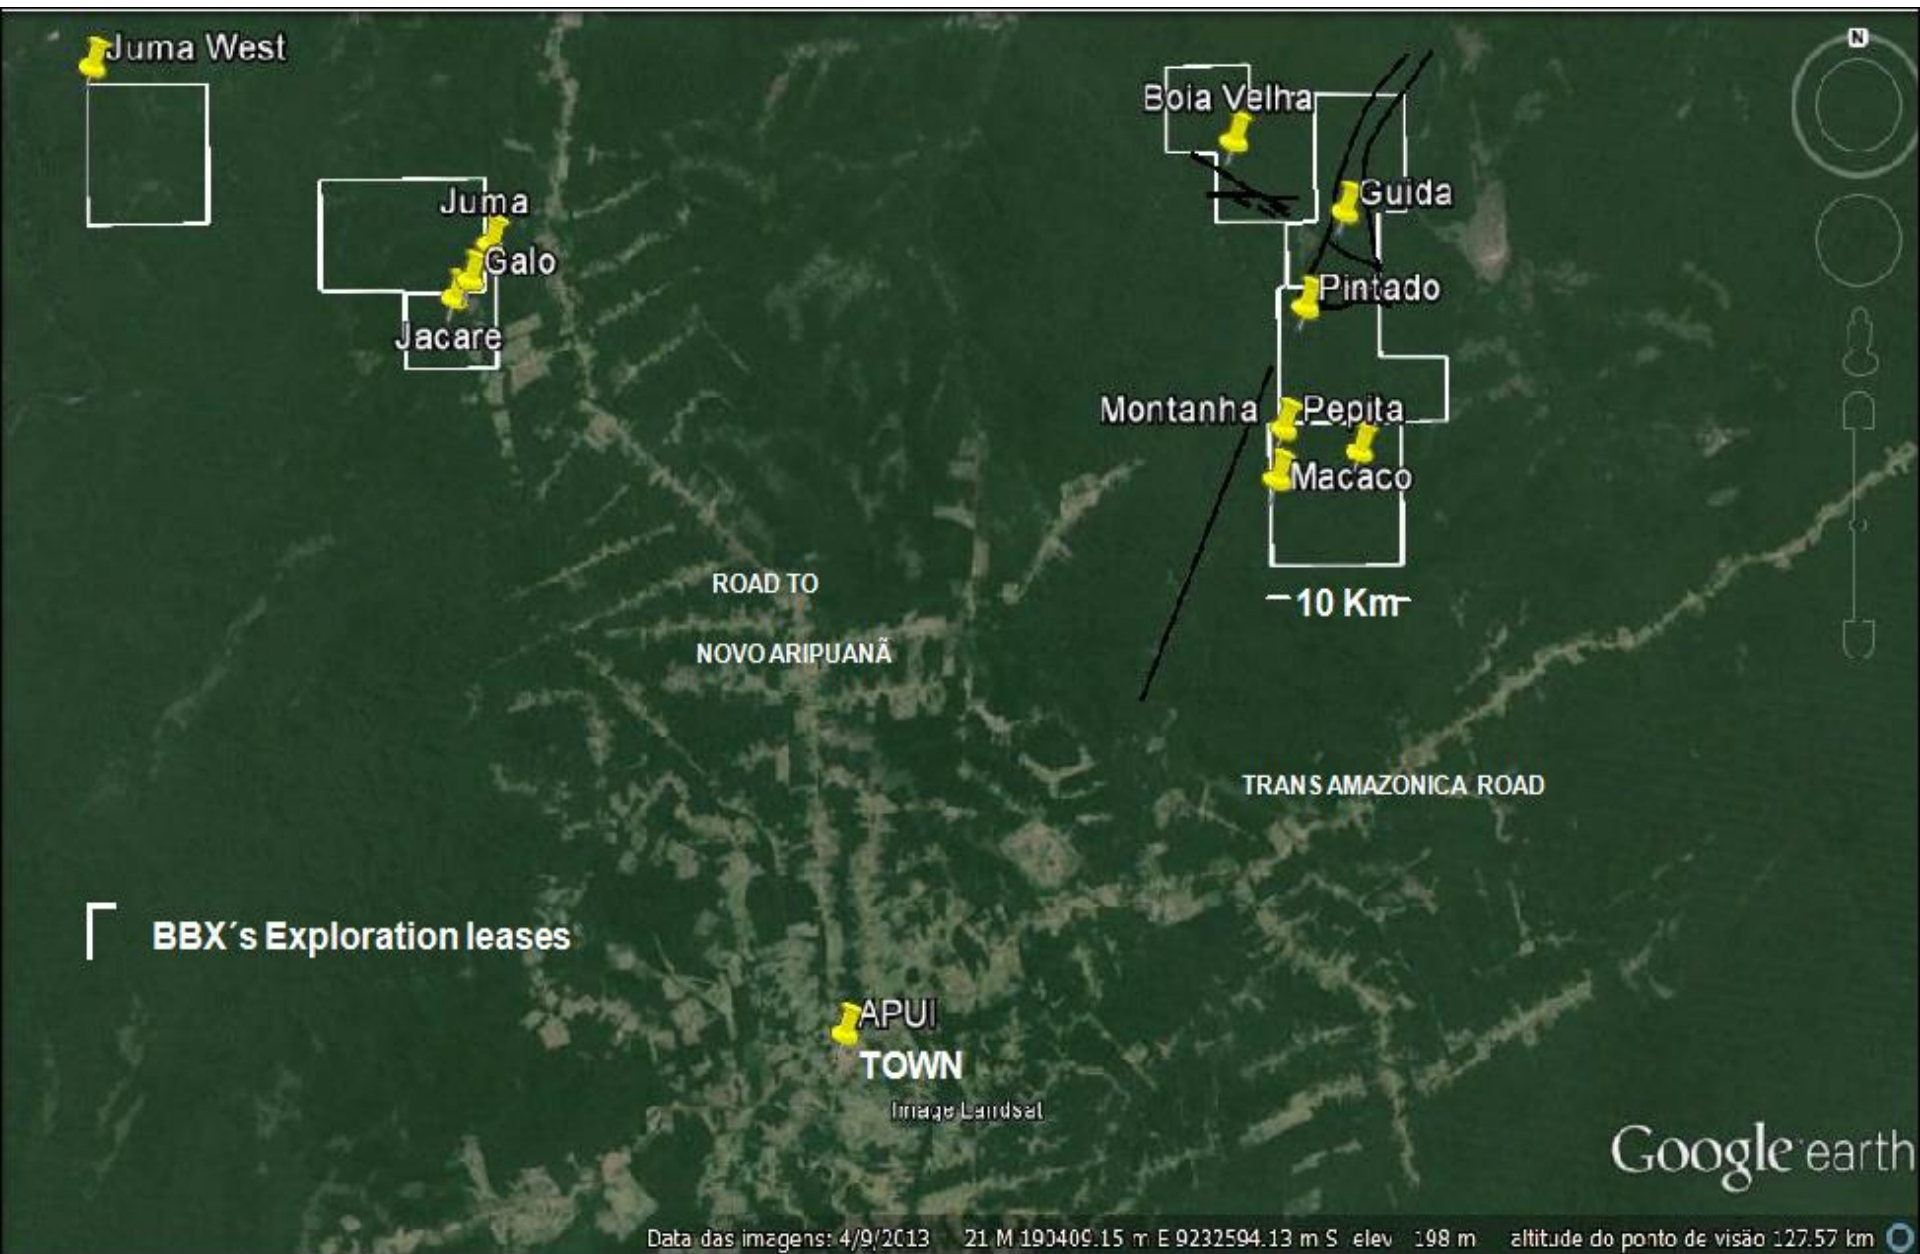 N
Juma West
Boia Velha
Guida
Juma
Galo
Pintado
Jacare
Montanha
Pepita
Macaco
ROAD TO
10 Km
NOVO ARIPUANÃ
TRANSAMAZONICA ROAD
BBX´s Exploration leases
APUI
TOWN
Image Landsat
Google earth
Data das imagens: 4/9/2013 21 M 190409.15 m E 9232594.13 m S elev 198 m altitude do ponto de visão 127.57 km